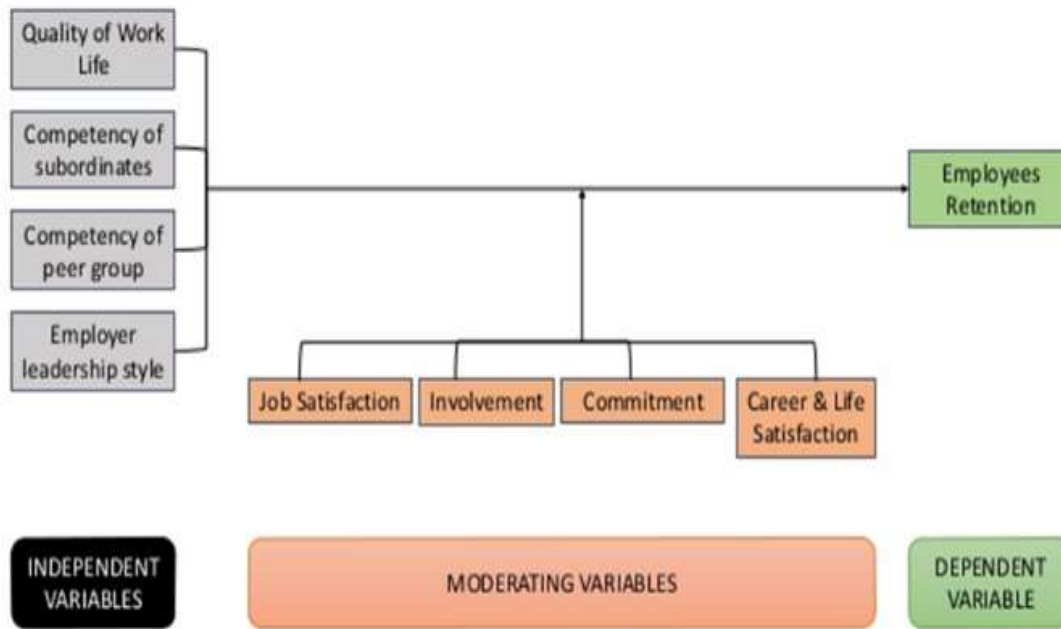 Quality of Work
Life
Competency of
subordinates
Competency of
peer group
Employer
leadership style
Employees
Retention
Job Satisfaction
Involvement
Commitment
Career & Life
Satisfaction
INDEPENDENT
VARIABLES
MODERATING VARIABLES
DEPENDENT
VARIABLE